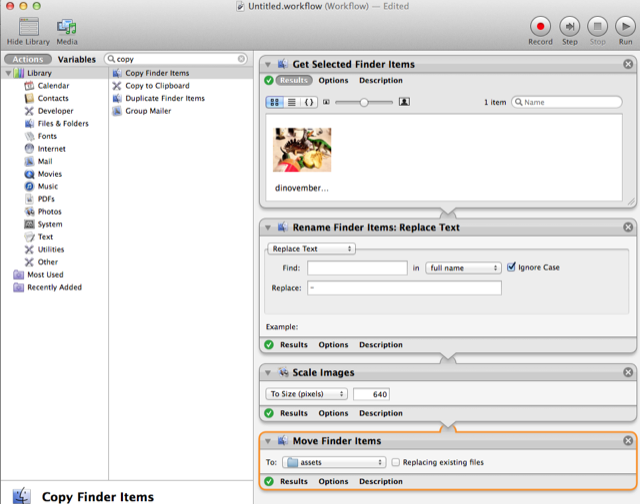 Untitled.workflow (Workflow) — Edited
Hide Library Media Record Step Stop Run
Actions Variables copy
Library
Calendar
Contacts
Developer
Files & Folders
Fonts
Internet
Mail
Movies
Music
PDFs
Photos
System
Text
Utilities
Other
Most Used
Recently Added
Copy Finder Items
Copy to Clipboard
Duplicate Finder Items
Group Mailer
Copy Finder Items
Get Selected Finder Items
Results Options Description
1 item Name
dinovember...
Rename Finder Items: Replace Text
Replace Text
Find: in full name Ignore Case
Replace: -
Example:
Results Options Description
Scale Images
To Size (pixels) 640
Results Options Description
Move Finder Items
To: assets Replacing existing files
Results Options Description